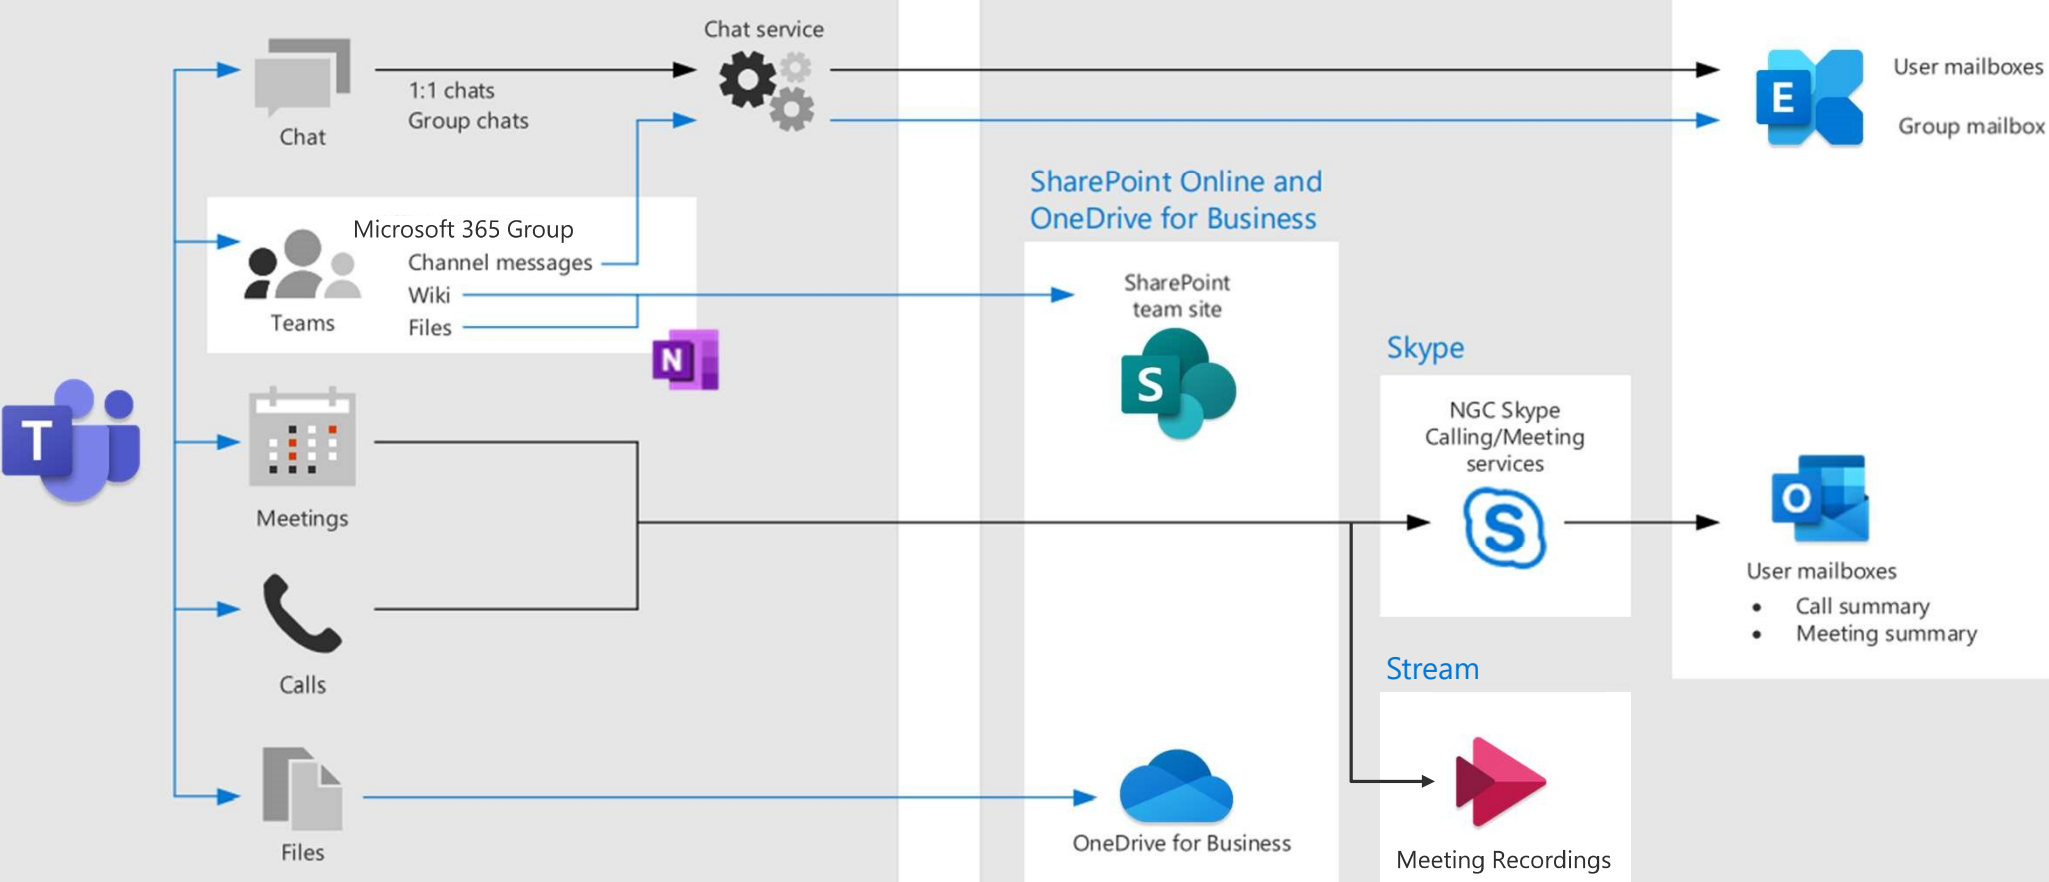 Chat service
1:1 chats
Group chats
Chat
E
User mailboxes
Group mailbox
SharePoint Online and
OneDrive for Business
Microsoft 365 Group
Channel messages
Wiki
Files
Teams
N
SharePoint
team site
S
Skype
NGC Skype
Calling/Meeting
services
S
T
Meetings
O
User mailboxes
• Call summary
• Meeting summary
Calls
Stream
Files
OneDrive for Business
Meeting Recordings